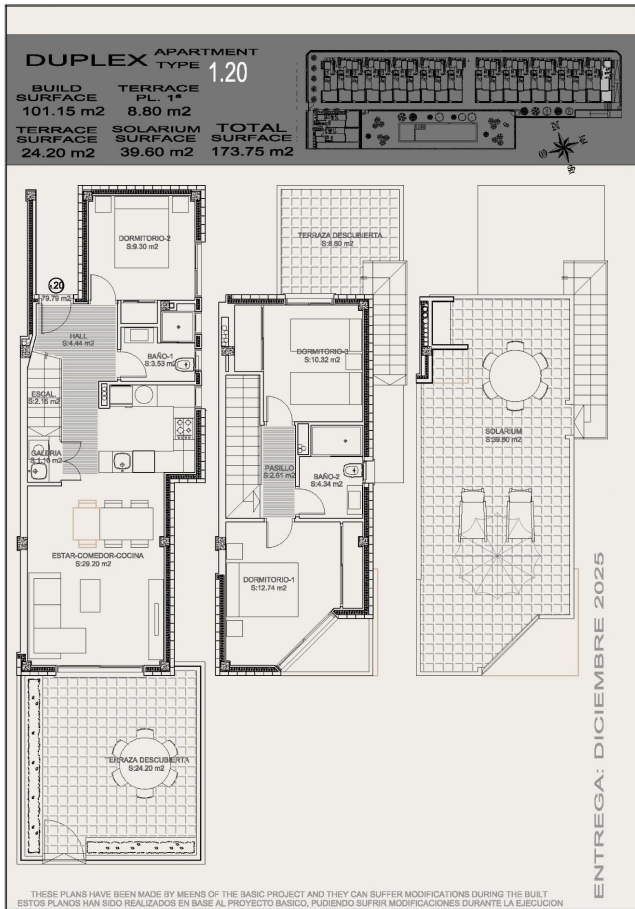 DUPLEX APARTMENT TYPE 1.20
BUILD SURFACE
101.15 m2
TERRACE PL. 1ª
8.80 m2
TERRACE SURFACE
24.20 m2
SOLARIUM SURFACE
39.60 m2
TOTAL SURFACE
173.75 m2
DORMITORIO-2
S:9.30 m2
79.79 m2
HALL
S:4.44 m2
BAÑO-1
S:3.53 m2
ESCAL.
S:2.15 m2
GALERIA
ESTAR-COMEDOR-COCINA
S:29.20 m2
TERRAZA DESCUBIERTA
S:24.20 m2
TERRAZA DESCUBIERTA
S:8.80 m2
DORMITORIO-3
S:10.32 m2
PASILLO
S:2.61 m2
BAÑO-2
S:4.34 m2
DORMITORIO-1
S:12.74 m2
SOLARIUM
S:39.60 m2
ENTREGA: DICIEMBRE 2025
THESE PLANS HAVE BEEN MADE BY MEENS OF THE BASIC PROJECT AND THEY CAN SUFFER MODIFICATIONS DURING THE BUILT
ESTOS PLANOS HAN SIDO REALIZADOS EN BASE AL PROYECTO BASICO, PUDIENDO SUFRIR MODIFICACIONES DURANTE LA EJECUCION